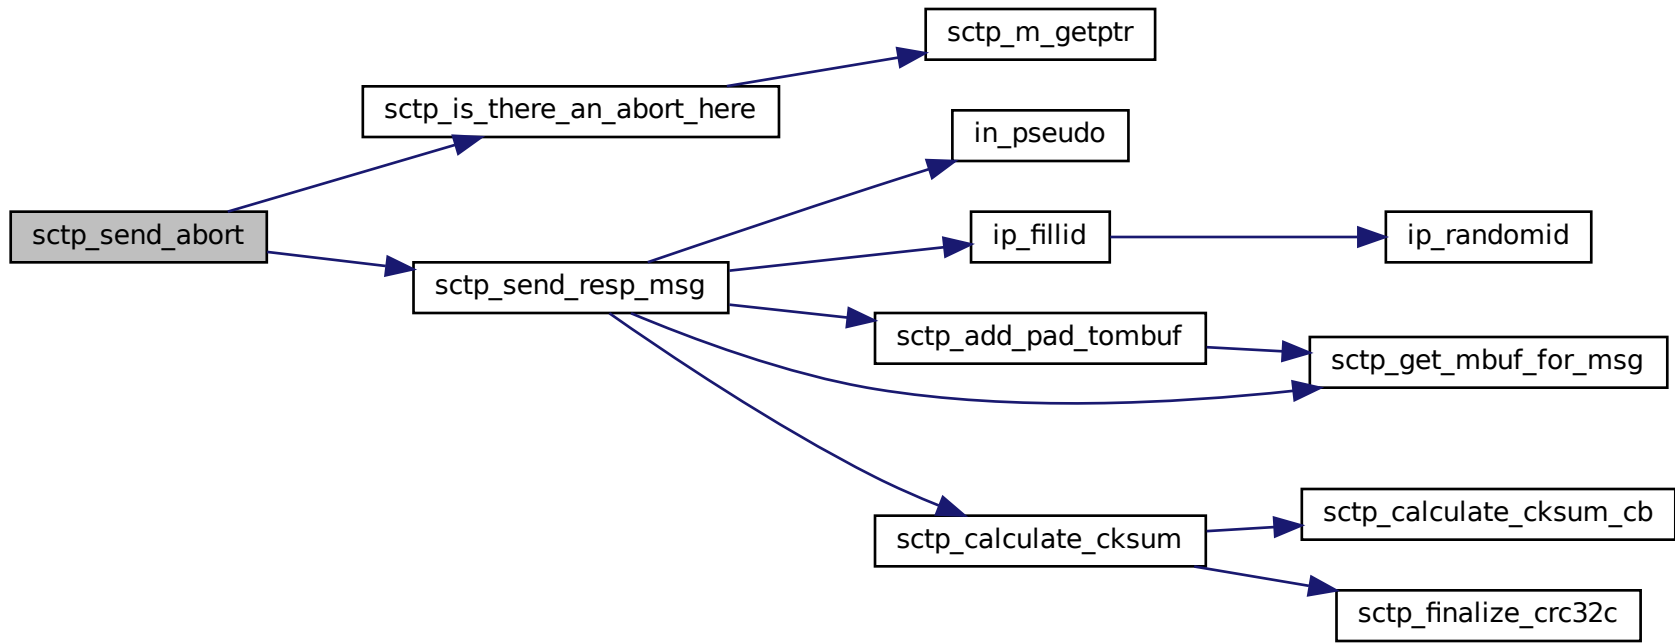 sctp_m_getptr
sctp_is_there_an_abort_here
in_pseudo
sctp_send_abort
ip_fillid
ip_randomid
sctp_send_resp_msg
sctp_add_pad_tombuf
sctp_get_mbuf_for_msg
sctp_calculate_cksum_cb
sctp_calculate_cksum
sctp_finalize_crc32c